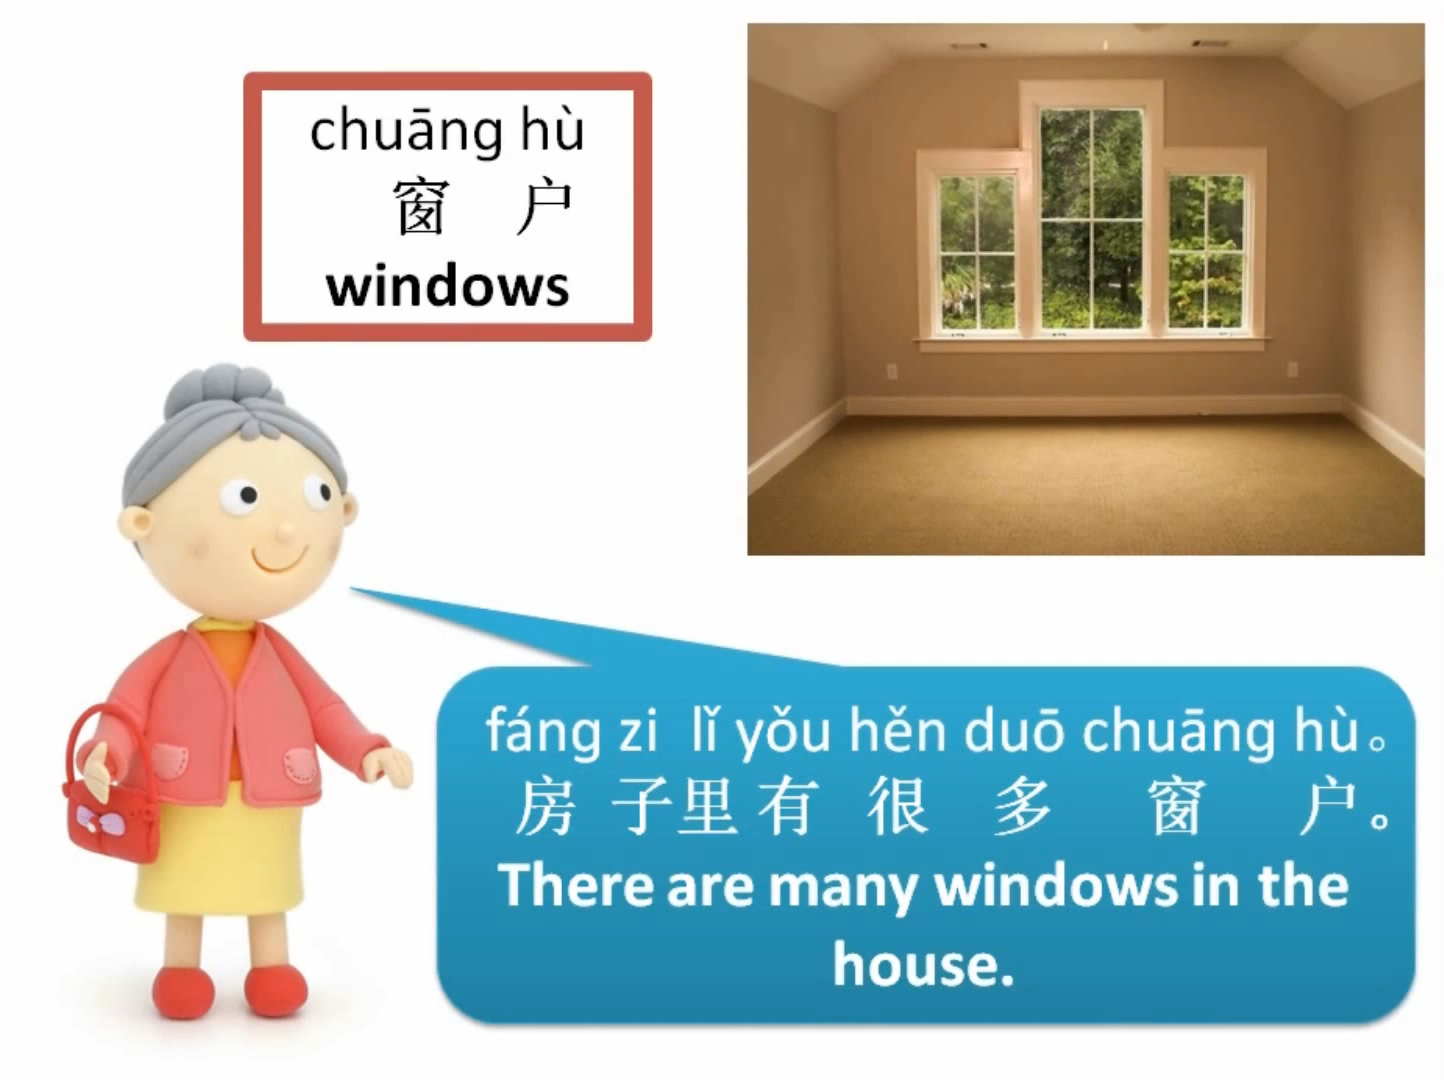 chuāng hù
窗 户
windows
fáng zi lǐ yǒu hěn duō chuāng hù。
房 子里 有 很 多 窗 户。
There are many windows in the
house.